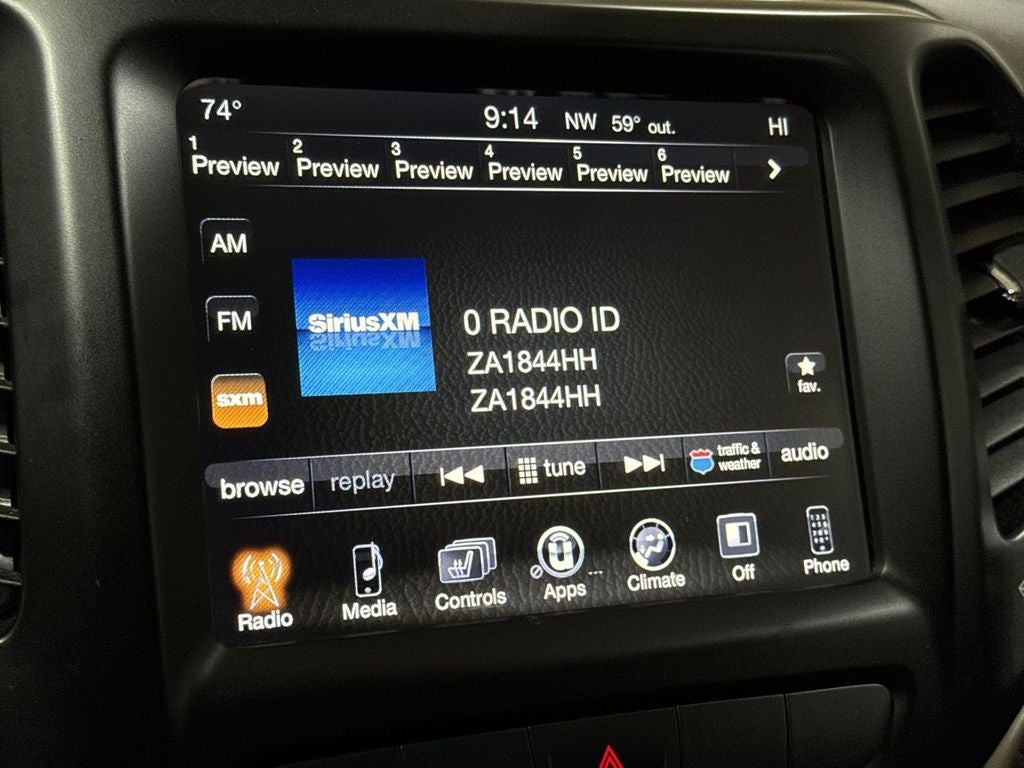 74° 9:14 NW 59° out. HI
1 Preview 2 Preview 3 Preview 4 Preview 5 Preview 6 Preview
AM
FM
sxm
SiriusXM
0 RADIO ID
ZA1844HH
ZA1844HH
fav.
browse replay tune traffic & weather audio
Radio Media Controls Apps ... Climate Off Phone